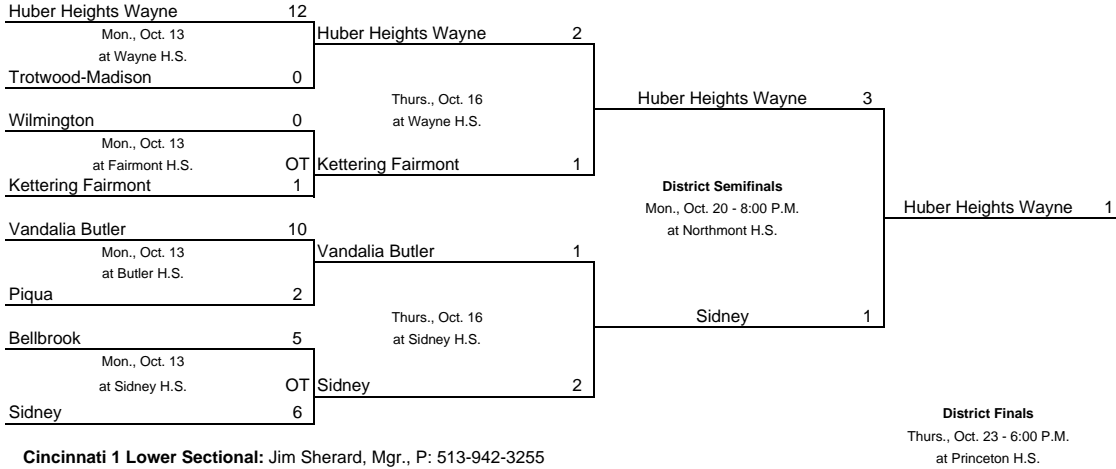 Huber Heights Wayne 12
Mon., Oct. 13
at Wayne H.S.
Trotwood-Madison 0
Wilmington 0
Mon., Oct. 13
at Fairmont H.S. OT
Kettering Fairmont 1
Vandalia Butler 10
Mon., Oct. 13
at Butler H.S.
Piqua 2
Bellbrook 5
Mon., Oct. 13
at Sidney H.S. OT
Sidney 6
Huber Heights Wayne 2
Thurs., Oct. 16
at Wayne H.S.
Kettering Fairmont 1
Vandalia Butler 1
Thurs., Oct. 16
at Sidney H.S.
Sidney 2
Huber Heights Wayne 3
District Semifinals
Mon., Oct. 20 - 8:00 P.M.
at Northmont H.S.
Sidney 1
Huber Heights Wayne 1
District Finals
Thurs., Oct. 23 - 6:00 P.M.
at Princeton H.S.
Cincinnati 1 Lower Sectional: Jim Sherard, Mgr., P: 513-942-3255